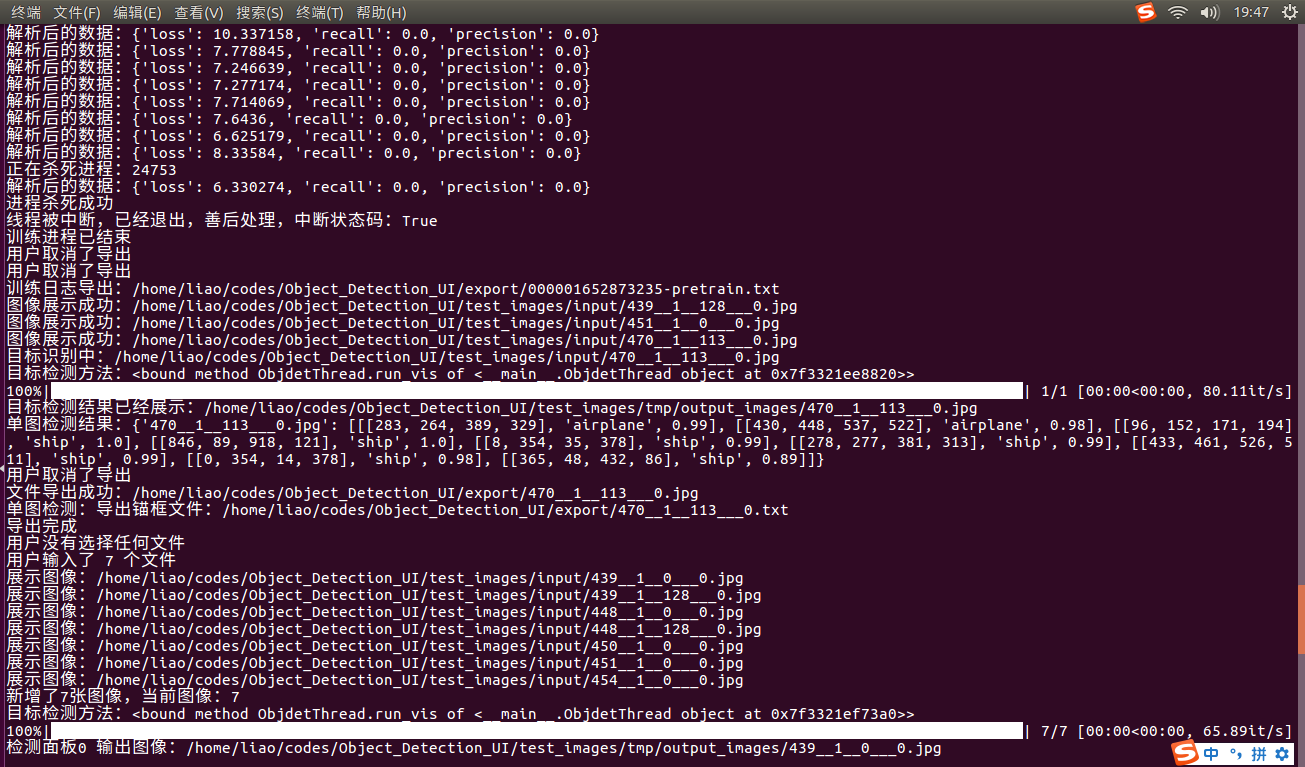 终端 文件(F) 编辑(E) 查看(V) 搜索(S) 终端(T) 帮助(H) 19:47
解析后的数据: {'loss': 10.337158, 'recall': 0.0, 'precision': 0.0}
解析后的数据: {'loss': 7.778845, 'recall': 0.0, 'precision': 0.0}
解析后的数据: {'loss': 7.246639, 'recall': 0.0, 'precision': 0.0}
解析后的数据: {'loss': 7.277174, 'recall': 0.0, 'precision': 0.0}
解析后的数据: {'loss': 7.714069, 'recall': 0.0, 'precision': 0.0}
解析后的数据: {'loss': 7.6436, 'recall': 0.0, 'precision': 0.0}
解析后的数据: {'loss': 6.625179, 'recall': 0.0, 'precision': 0.0}
解析后的数据: {'loss': 8.33584, 'recall': 0.0, 'precision': 0.0}
正在杀死进程: 24753
解析后的数据: {'loss': 6.330274, 'recall': 0.0, 'precision': 0.0}
进程杀死成功
线程被中断，已经退出，善后处理，中断状态码: True
训练进程已结束
用户取消了导出
用户取消了导出
训练日志导出: /home/liao/codes/Object_Detection_UI/export/000001652873235-pretrain.txt
图像展示成功: /home/liao/codes/Object_Detection_UI/test_images/input/439__1__128___0.jpg
图像展示成功: /home/liao/codes/Object_Detection_UI/test_images/input/451__1__0___0.jpg
图像展示成功: /home/liao/codes/Object_Detection_UI/test_images/input/470__1__113___0.jpg
目标识别中: /home/liao/codes/Object_Detection_UI/test_images/input/470__1__113___0.jpg
目标检测方法: <bound method ObjdetThread.run_vis of <__main__.ObjdetThread object at 0x7f3321ee8820>>
100%| | 1/1 [00:00<00:00, 80.11it/s]
目标检测结果已经展示: /home/liao/codes/Object_Detection_UI/test_images/tmp/output_images/470__1__113___0.jpg
单图检测结果: {'470__1__113___0.jpg': [[[283, 264, 389, 329], 'airplane', 0.99], [[430, 448, 537, 522], 'airplane', 0.98], [[96, 152, 171, 194]
, 'ship', 1.0], [[846, 89, 918, 121], 'ship', 1.0], [[8, 354, 35, 378], 'ship', 0.99], [[278, 277, 381, 313], 'ship', 0.99], [[433, 461, 526, 5
11], 'ship', 0.99], [[0, 354, 14, 378], 'ship', 0.98], [[365, 48, 432, 86], 'ship', 0.89]]}
用户取消了导出
文件导出成功: /home/liao/codes/Object_Detection_UI/export/470__1__113___0.jpg
单图检测: 导出锚框文件: /home/liao/codes/Object_Detection_UI/export/470__1__113___0.txt
导出完成
用户没有选择任何文件
用户输入了 7 个文件
展示图像: /home/liao/codes/Object_Detection_UI/test_images/input/439__1__0___0.jpg
展示图像: /home/liao/codes/Object_Detection_UI/test_images/input/439__1__128___0.jpg
展示图像: /home/liao/codes/Object_Detection_UI/test_images/input/448__1__0___0.jpg
展示图像: /home/liao/codes/Object_Detection_UI/test_images/input/448__1__128___0.jpg
展示图像: /home/liao/codes/Object_Detection_UI/test_images/input/450__1__0___0.jpg
展示图像: /home/liao/codes/Object_Detection_UI/test_images/input/451__1__0___0.jpg
展示图像: /home/liao/codes/Object_Detection_UI/test_images/input/454__1__0___0.jpg
新增了7张图像，当前图像: 7
目标检测方法: <bound method ObjdetThread.run_vis of <__main__.ObjdetThread object at 0x7f3321ef73a0>>
100%| | 7/7 [00:00<00:00, 65.89it/s]
检测面板0 输出图像: /home/liao/codes/Object_Detection_UI/test_images/tmp/output_images/439__1__0___0.jpg
S 中 °, 拼